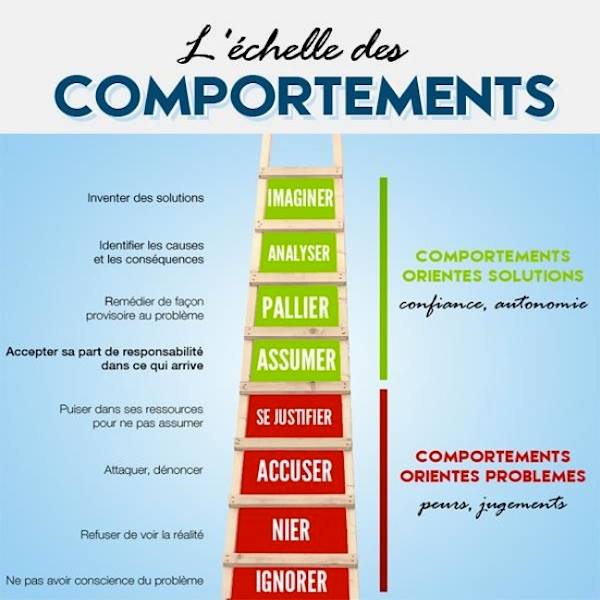 L'échelle des
COMPORTEMENTS
Inventer des solutions
IMAGINER
Identifier les causes
et les conséquences
ANALYSER
Remédier de façon
provisoire au problème
PALLIER
Accepter sa part de responsabilité
dans ce qui arrive
ASSUMER
COMPORTEMENTS
ORIENTES SOLUTIONS
confiance, autonomie
Puiser dans ses ressources
pour ne pas assumer
SE JUSTIFIER
Attaquer, dénoncer
ACCUSER
Refuser de voir la réalité
NIER
Ne pas avoir conscience du problème
IGNORER
COMPORTEMENTS
ORIENTES PROBLEMES
peurs, jugements